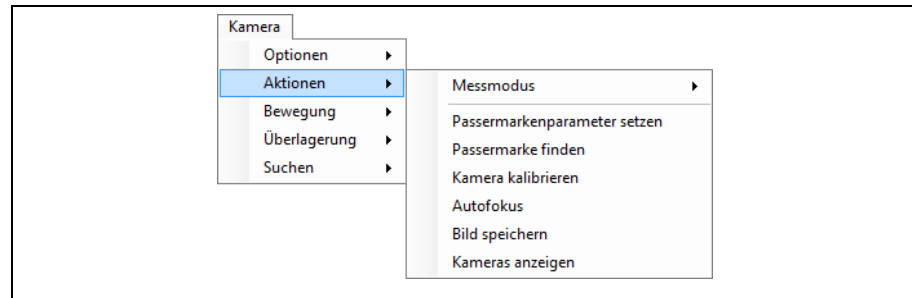 Kamera
Optionen
Aktionen
Bewegung
Überlagerung
Suchen
Messmodus
Passermarkenparameter setzen
Passermarke finden
Kamera kalibrieren
Autofokus
Bild speichern
Kameras anzeigen